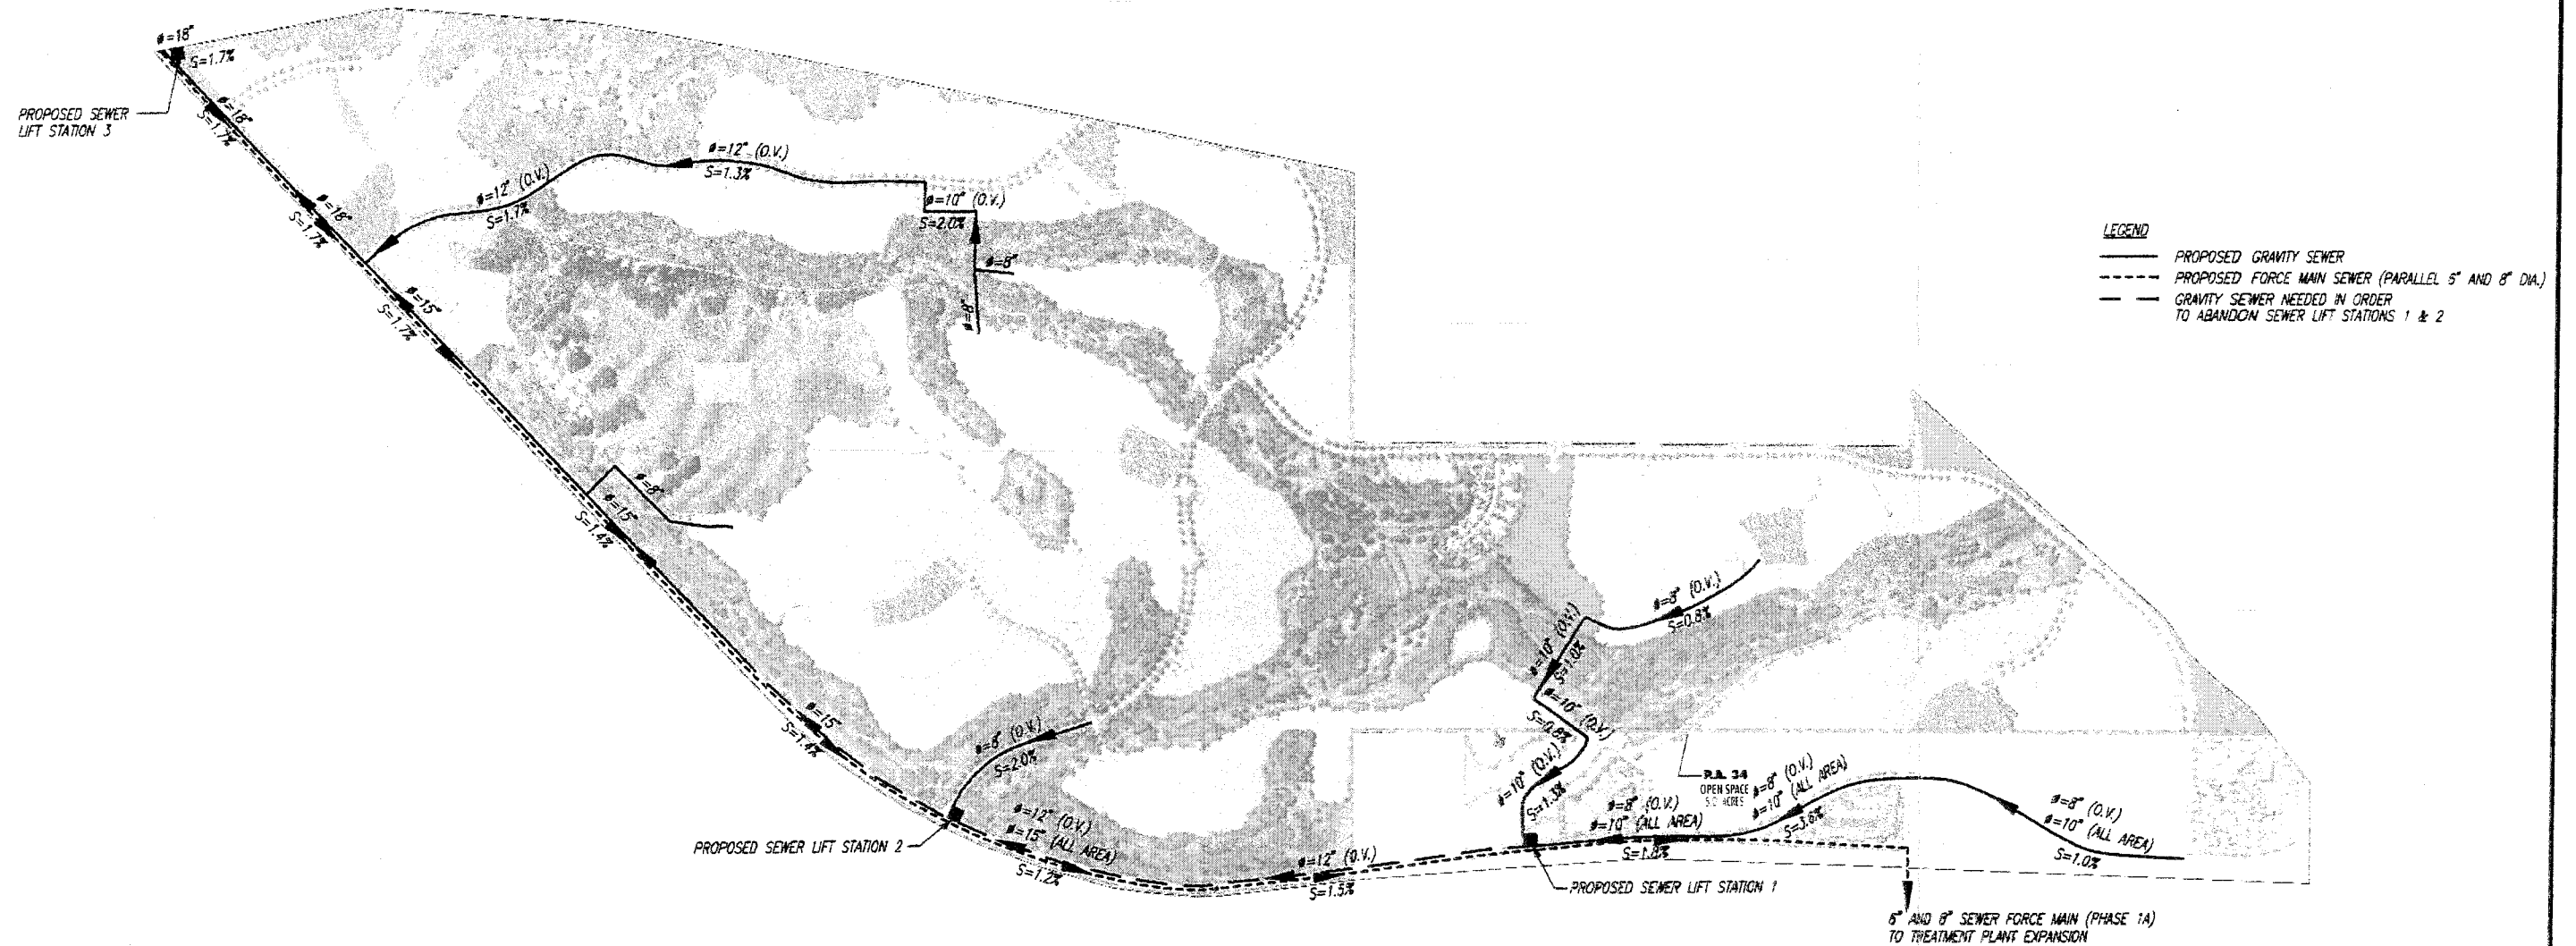 ø=18"
S=1.7%
PROPOSED SEWER
LIFT STATION 3
ø=18"
S=1.7%
ø=18"
S=1.7%
ø=12" (O.V.)
S=1.7%
ø=12" (O.V.)
S=1.3%
ø=10" (O.V.)
S=2.0%
ø=8"
ø=8"
ø=15"
S=1.7%
LEGEND
PROPOSED GRAVITY SEWER
PROPOSED FORCE MAIN SEWER (PARALLEL 6" AND 8" DIA.)
GRAVITY SEWER NEEDED IN ORDER
TO ABANDON SEWER LIFT STATIONS 1 & 2
ø=8"
ø=15"
S=1.4%
ø=8" (O.V.)
S=0.8%
ø=10" (O.V.)
S=1.0%
ø=10" (O.V.)
S=0.8%
ø=10" (O.V.)
S=1.3%
ø=15"
S=1.4%
ø=8" (O.V.)
S=2.0%
PROPOSED SEWER LIFT STATION 2
ø=12" (O.V.)
ø=15" (ALL AREA)
S=1.2%
ø=12" (O.V.)
S=1.5%
P.A. 34
OPEN SPACE
5.0 ACRES
ø=8" (O.V.)
ø=10" (ALL AREA)
S=1.8%
ø=8" (O.V.)
ø=10" (ALL AREA)
S=3.6%
ø=8" (O.V.)
ø=10" (ALL AREA)
S=1.0%
PROPOSED SEWER LIFT STATION 1
6" AND 8" SEWER FORCE MAIN (PHASE 1A)
TO TREATMENT PLANT EXPANSION